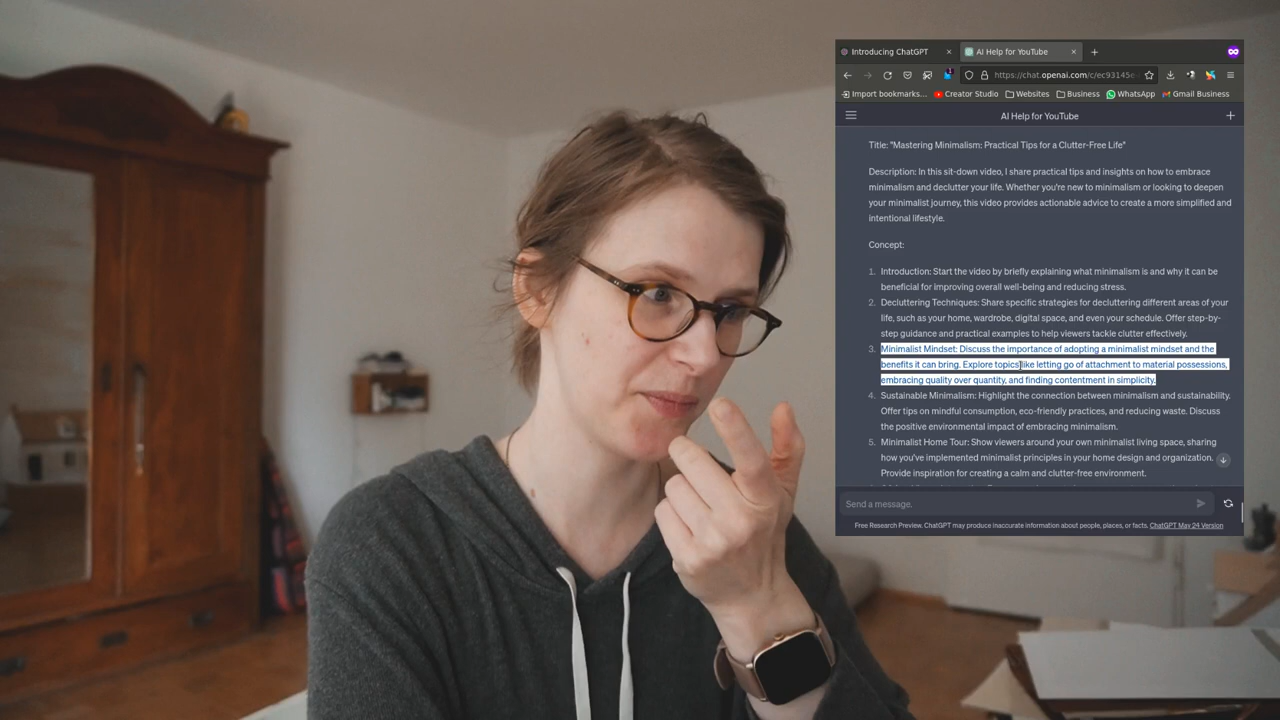 Introducing ChatGPT
AI Help for YouTube
https://chat.openai.com/c/ec93145e
Import bookmarks...
Creator Studio
Websites
Business
WhatsApp
Gmail Business
AI Help for YouTube
Title: "Mastering Minimalism: Practical Tips for a Clutter-Free Life"
Description: In this sit-down video, I share practical tips and insights on how to embrace
minimalism and declutter your life. Whether you're new to minimalism or looking to deepen
your minimalist journey, this video provides actionable advice to create a more simplified and
intentional lifestyle.
Concept:
1. Introduction: Start the video by briefly explaining what minimalism is and why it can be
beneficial for improving overall well-being and reducing stress.
2. Decluttering Techniques: Share specific strategies for decluttering different areas of your
life, such as your home, wardrobe, digital space, and even your schedule. Offer step-by-
step guidance and practical examples to help viewers tackle clutter effectively.
3. Minimalist Mindset: Discuss the importance of adopting a minimalist mindset and the
benefits it can bring. Explore topics like letting go of attachment to material possessions,
embracing quality over quantity, and finding contentment in simplicity.
4. Sustainable Minimalism: Highlight the connection between minimalism and sustainability.
Offer tips on mindful consumption, eco-friendly practices, and reducing waste. Discuss
the positive environmental impact of embracing minimalism.
5. Minimalist Home Tour: Show viewers around your own minimalist living space, sharing
how you've implemented minimalist principles in your home design and organization.
Provide inspiration for creating a calm and clutter-free environment.
Send a message.
Free Research Preview. ChatGPT may produce inaccurate information about people, places, or facts. ChatGPT May 24 Version